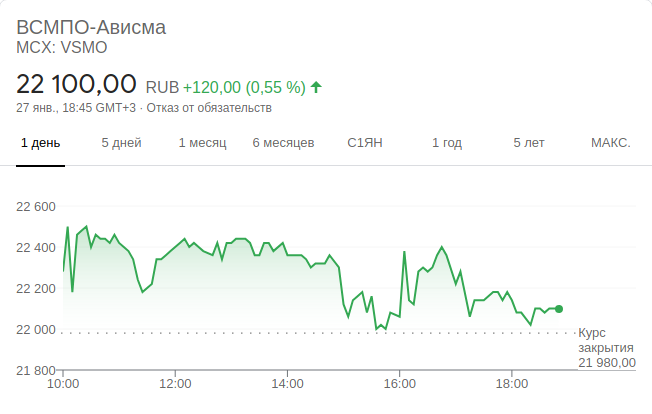 ВСМПО-Ависма
MCX: VSMO
22 100,00 RUB +120,00 (0,55 %)
27 янв., 18:45 GMT+3 · Отказ от обязательств
1 день 5 дней 1 месяц 6 месяцев С1ЯН 1 год 5 лет МАКС.
22 600
22 400
22 200
22 000
21 800
Курс
закрытия
21 980,00
10:00 12:00 14:00 16:00 18:00